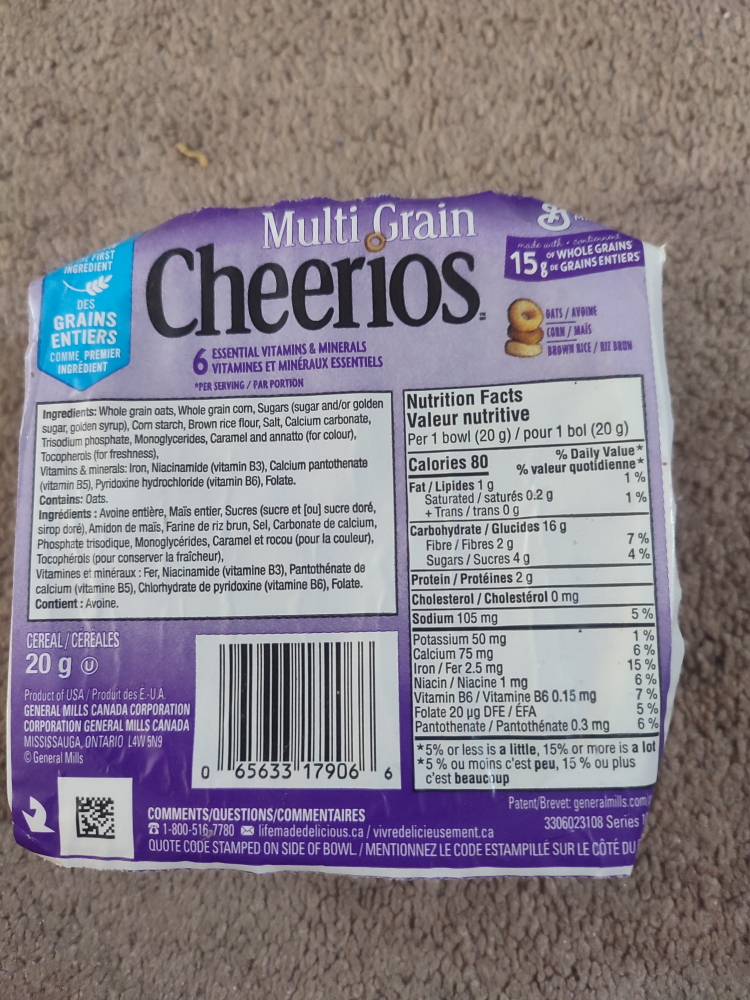 Multi Grain
Cheerios
FIRST
INGREDIENT
DES
GRAINS
ENTIERS
COMME PREMIER
INGRÉDIENT
made with • contiennent
15g OF WHOLE GRAINS
DE GRAINS ENTIERS
OATS / AVOINE
CORN / MAÏS
BROWN RICE / RIZ BRUN
6 ESSENTIAL VITAMINS & MINERALS
VITAMINES ET MINÉRAUX ESSENTIELS
*PER SERVING / PAR PORTION
Ingredients: Whole grain oats, Whole grain corn, Sugars (sugar and/or golden
sugar, golden syrup), Corn starch, Brown rice flour, Salt, Calcium carbonate,
Trisodium phosphate, Monoglycerides, Caramel and annatto (for colour),
Tocopherols (for freshness),
Vitamins & minerals: Iron, Niacinamide (vitamin B3), Calcium pantothenate
(vitamin B5), Pyridoxine hydrochloride (vitamin B6), Folate.
Contains: Oats.
Ingrédients : Avoine entière, Maïs entier, Sucres (sucre et [ou] sucre doré,
sirop doré), Amidon de maïs, Farine de riz brun, Sel, Carbonate de calcium,
Phosphate trisodique, Monoglycérides, Caramel et rocou (pour la couleur),
Tocophérols (pour conserver la fraîcheur),
Vitamines et minéraux : Fer, Niacinamide (vitamine B3), Pantothénate de
calcium (vitamine B5), Chlorhydrate de pyridoxine (vitamine B6), Folate.
Contient : Avoine.
Nutrition Facts
Valeur nutritive
Per 1 bowl (20 g) / pour 1 bol (20 g)
Calories 80
% Daily Value*
% valeur quotidienne*
Fat / Lipides 1 g 1 %
Saturated / saturés 0.2 g
+ Trans / trans 0 g 1 %
Carbohydrate / Glucides 16 g
Fibre / Fibres 2 g 7 %
Sugars / Sucres 4 g 4 %
Protein / Protéines 2 g
Cholesterol / Cholestérol 0 mg
Sodium 105 mg 5 %
Potassium 50 mg 1 %
Calcium 75 mg 6 %
Iron / Fer 2.5 mg 15 %
Niacin / Niacine 1 mg 6 %
Vitamin B6 / Vitamine B6 0.15 mg 7 %
Folate 20 µg DFE / ÉFA 5 %
Pantothenate / Pantothénate 0.3 mg 6 %
*5% or less is a little, 15% or more is a lot
*5 % ou moins c'est peu, 15 % ou plus
c'est beaucoup
CEREAL / CÉRÉALES
20 g U
Product of USA / Produit des É.-U.A.
GENERAL MILLS CANADA CORPORATION
CORPORATION GENERAL MILLS CANADA
MISSISSAUGA, ONTARIO L4W 5N9
© General Mills
0 65633 17906 6
Patent/Brevet: generalmills.com
3306023108 Series
COMMENTS/QUESTIONS/COMMENTAIRES
1-800-516-7780 lifemadedelicious.ca / vivredelicieusement.ca
QUOTE CODE STAMPED ON SIDE OF BOWL. / MENTIONNEZ LE CODE ESTAMPILLÉ SUR LE CÔTÉ DU